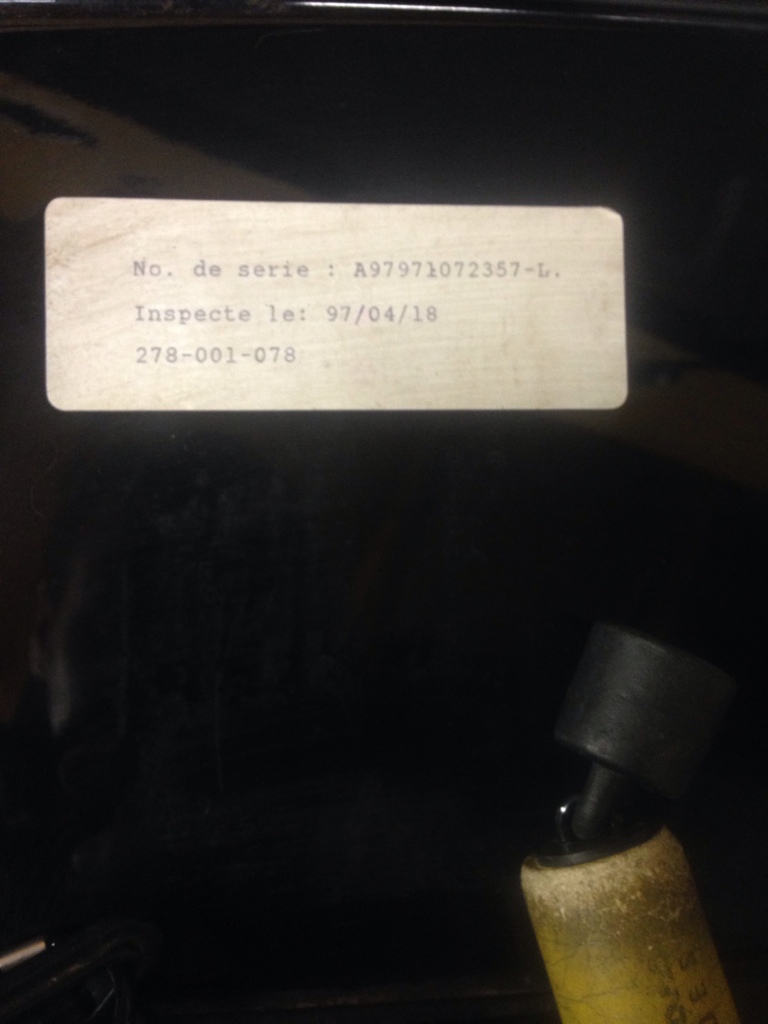 No. de serie : A97971072357-L.
Inspecte le: 97/04/18
278-001-078